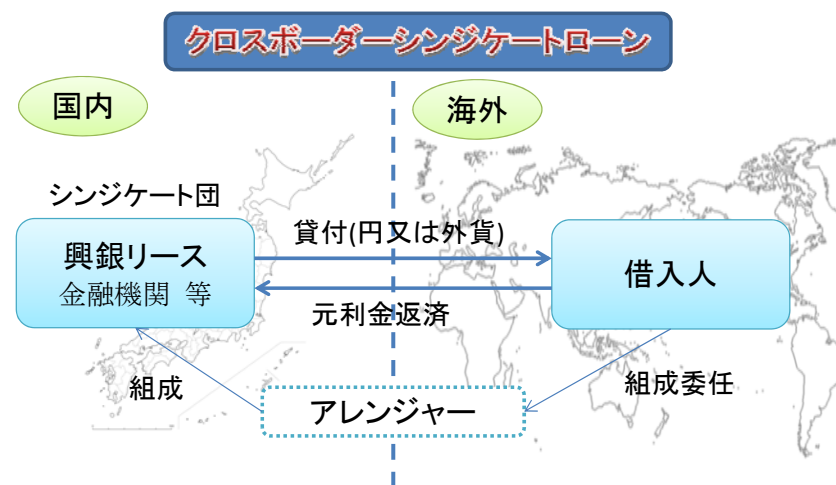 クロスボーダーシンジケートローン
国内
海外
シンジケート団
興銀リース
金融機関 等
貸付(円又は外貨)
元利金返済
借入人
組成
アレンジャー
組成委任